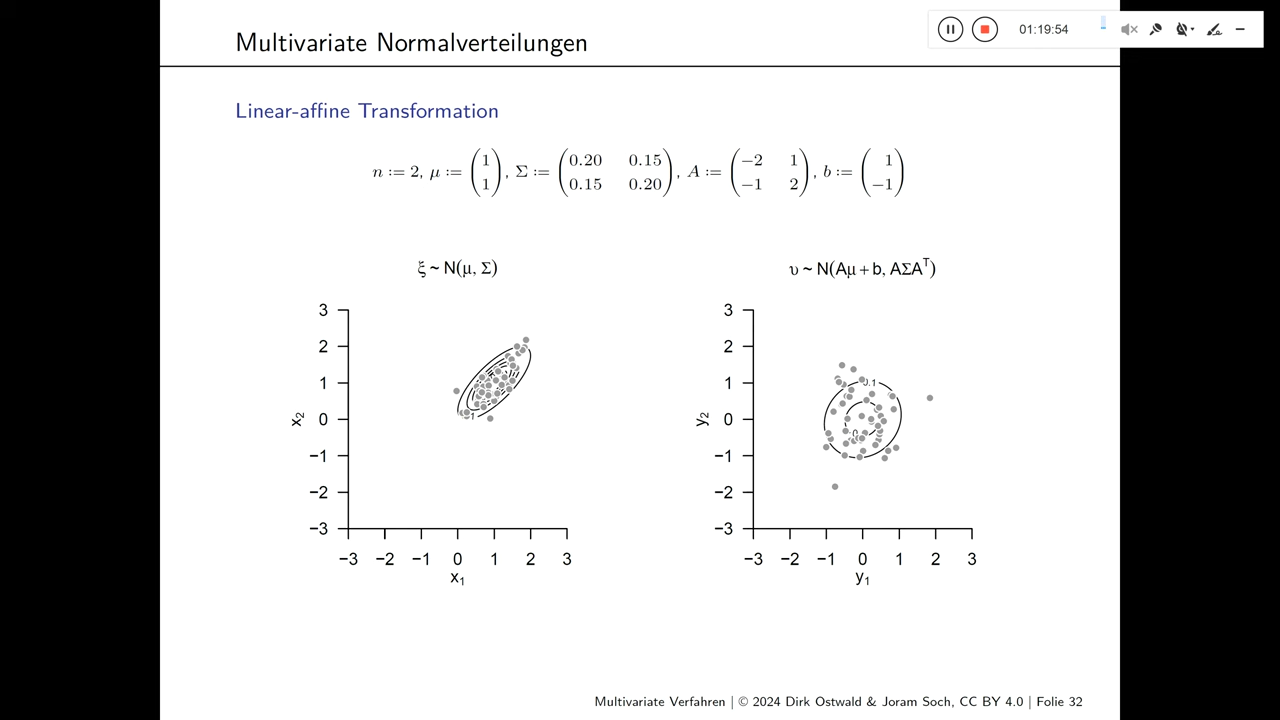 01:19:54
Multivariate Normalverteilungen
Linear-affine Transformation
n := 2, μ := (1 1), Σ := (0.20 0.15 0.15 0.20), A := (−2 1 −1 2), b := (1 −1)
ξ ~ N(μ, Σ)
3
2
1
0
−1
−2
−3
x₂
−3 −2 −1 0 1 2 3
x₁
υ ~ N(Aμ + b, AΣAᵀ)
3
2
1
0
−1
−2
−3
y₂
0.1
−3 −2 −1 0 1 2 3
y₁
Multivariate Verfahren | © 2024 Dirk Ostwald & Joram Soch, CC BY 4.0 | Folie 32